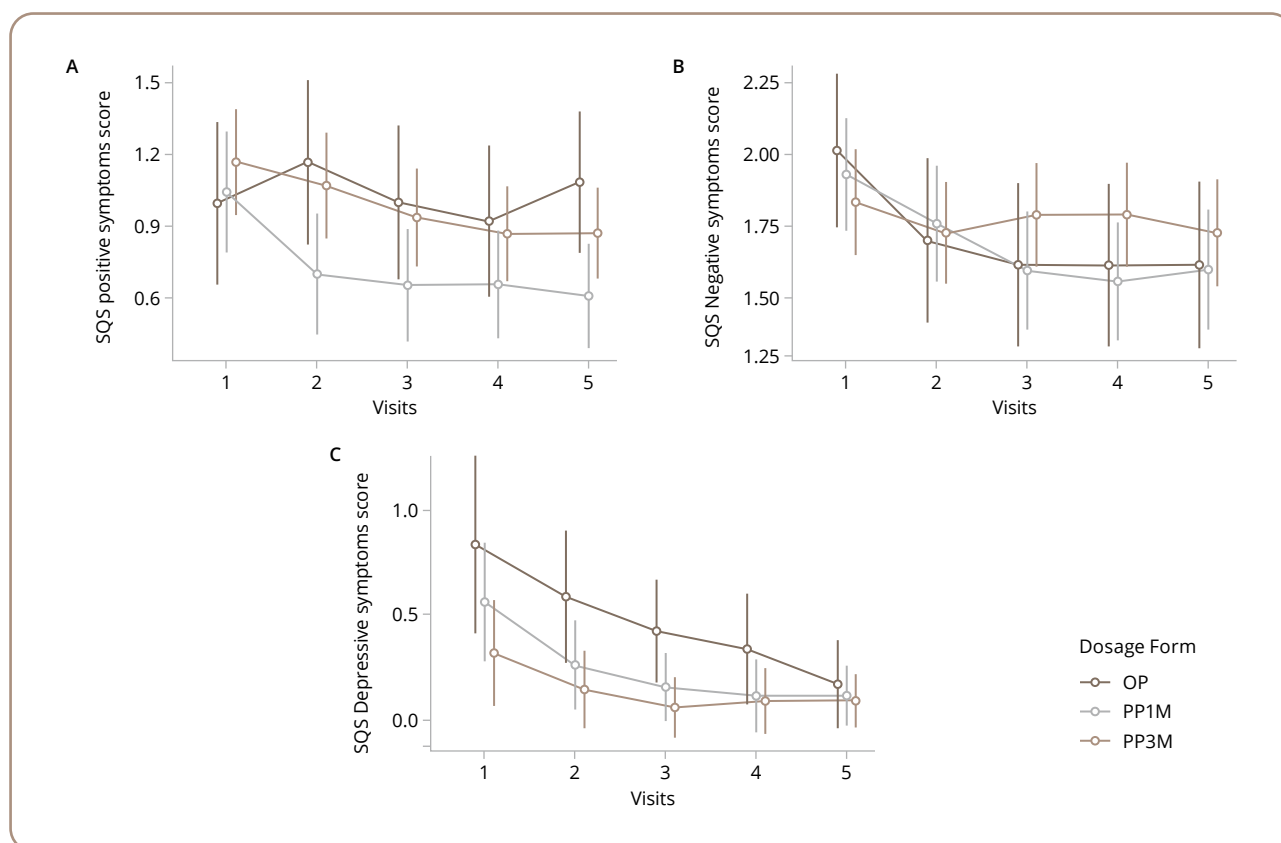 A
SQS positive symptoms score
1.5
1.2
0.9
0.6
1 2 3 4 5
Visits
B
SQS Negative symptoms score
2.25
2.00
1.75
1.50
1.25
1 2 3 4 5
Visits
C
SQS Depressive symptoms score
1.0
0.5
0.0
1 2 3 4 5
Visits
Dosage Form
OP
PP1M
PP3M